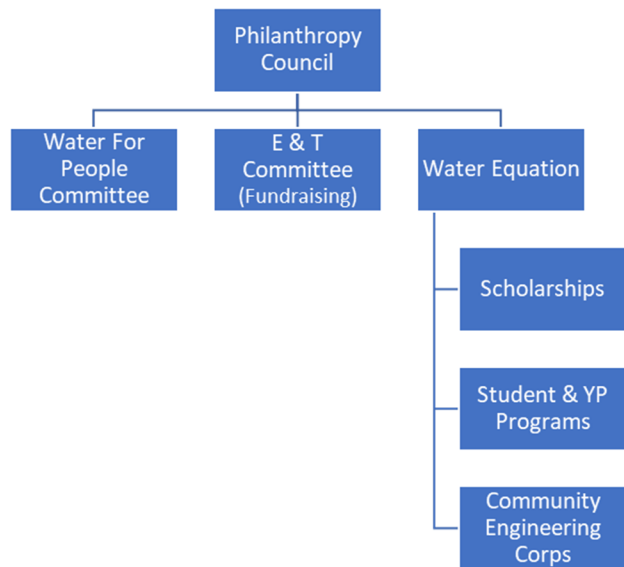 Philanthropy
Council
Water For
People
Committee
E & T
Committee
(Fundraising)
Water Equation
Scholarships
Student & YP
Programs
Community
Engineering
Corps